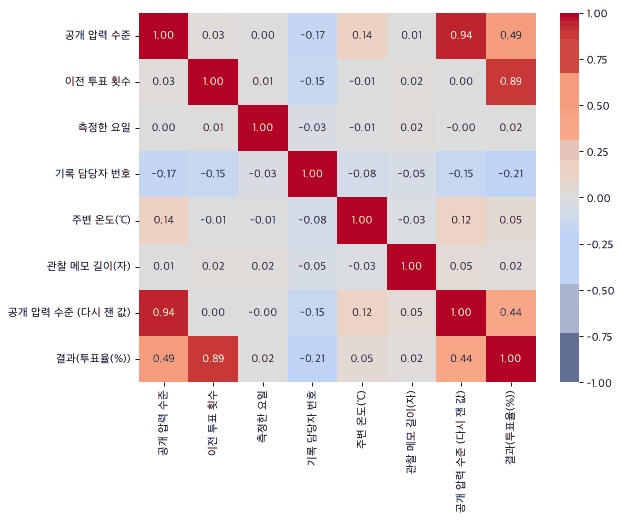 공개 압력 수준 1.00 0.03 0.00 −0.17 0.14 0.01 0.94 0.49
이전 투표 횟수 0.03 1.00 0.01 −0.15 −0.01 0.02 0.00 0.89
측정한 요일 0.00 0.01 1.00 −0.03 −0.01 0.02 −0.00 0.02
기록 담당자 번호 −0.17 −0.15 −0.03 1.00 −0.08 −0.05 −0.15 −0.21
주변 온도(℃) 0.14 −0.01 −0.01 −0.08 1.00 −0.03 0.12 0.05
관찰 메모 길이(자) 0.01 0.02 0.02 −0.05 −0.03 1.00 0.05 0.02
공개 압력 수준 (다시 잰 값) 0.94 0.00 −0.00 −0.15 0.12 0.05 1.00 0.44
결과(투표율(%)) 0.49 0.89 0.02 −0.21 0.05 0.02 0.44 1.00
공개 압력 수준
이전 투표 횟수
측정한 요일
기록 담당자 번호
주변 온도(℃)
관찰 메모 길이(자)
공개 압력 수준 (다시 잰 값)
결과(투표율(%))
1.00
0.75
0.50
0.25
0.00
−0.25
−0.50
−0.75
−1.00